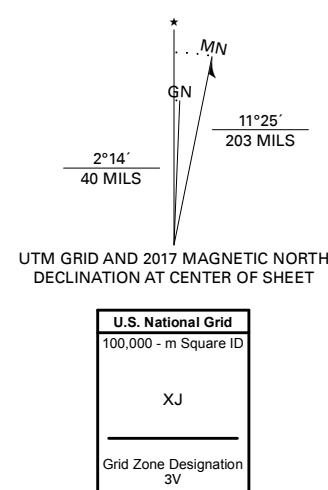 ★
MN
GN
11°25´
203 MILS
2°14´
40 MILS
UTM GRID AND 2017 MAGNETIC NORTH
DECLINATION AT CENTER OF SHEET
U.S. National Grid
100,000 - m Square ID
XJ
Grid Zone Designation
3V